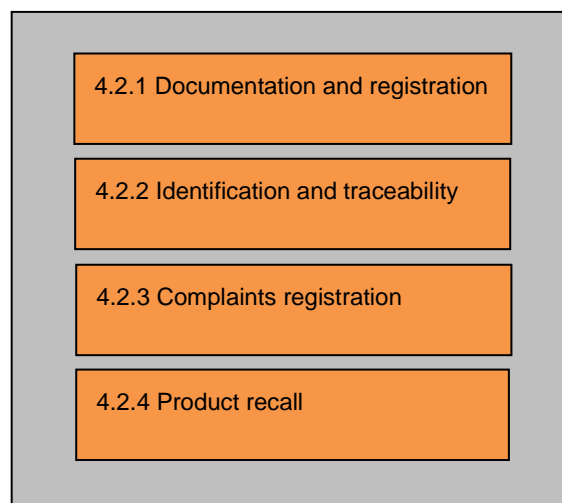 4.2.1 Documentation and registration
4.2.2 Identification and traceability
4.2.3 Complaints registration
4.2.4 Product recall